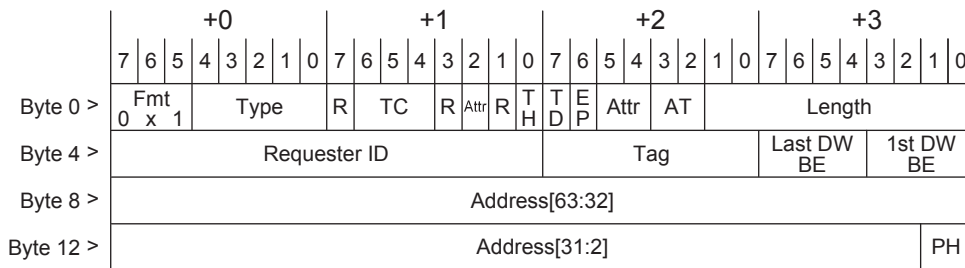 +0 +1 +2 +3
7 6 5 4 3 2 1 0 7 6 5 4 3 2 1 0 7 6 5 4 3 2 1 0 7 6 5 4 3 2 1 0
Byte 0 > Fmt 0 x 1 Type R TC R Attr R TH TD EP Attr AT Length
Byte 4 > Requester ID Tag Last DW BE 1st DW BE
Byte 8 > Address[63:32]
Byte 12 > Address[31:2] PH